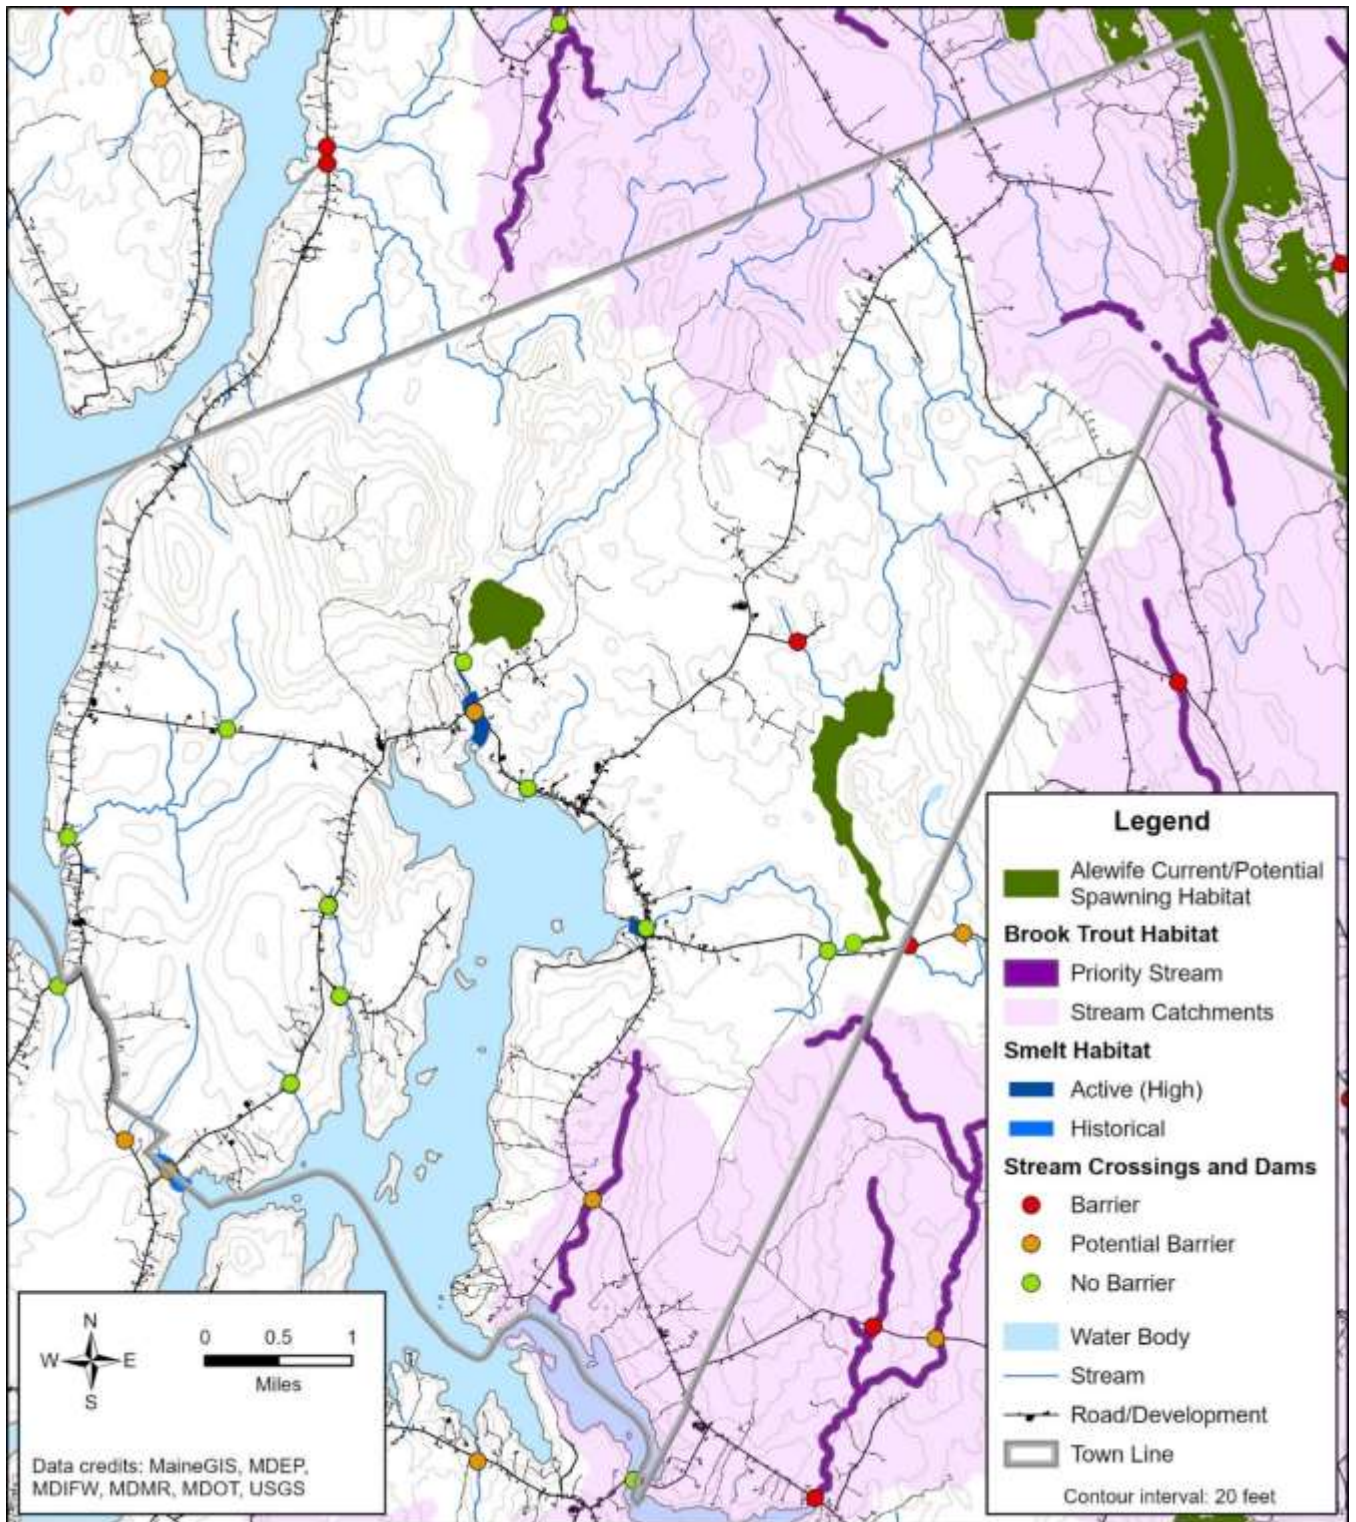 Legend
Alewife Current/Potential
Spawning Habitat
Brook Trout Habitat
Priority Stream
Stream Catchments
Smelt Habitat
Active (High)
Historical
Stream Crossings and Dams
Barrier
Potential Barrier
No Barrier
Water Body
Stream
Road/Development
Town Line
Contour interval: 20 feet
N
W E
S
0 0.5 1
Miles
Data credits: MaineGIS, MDEP,
MDIFW, MDMR, MDOT, USGS